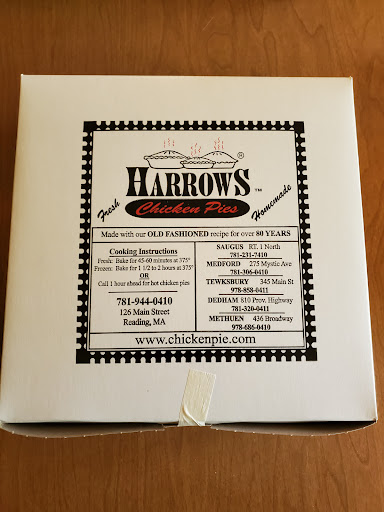 ®
HARROWS ™
Fresh
Chicken Pies
Homemade
Made with our OLD FASHIONED recipe for over 80 YEARS
Cooking Instructions
Fresh: Bake for 45-60 minutes at 375°
Frozen: Bake for 1 1/2 to 2 hours at 375°
OR
Call 1 hour ahead for hot chicken pies
781-944-0410
126 Main Street
Reading, MA
SAUGUS RT. 1 North
781-231-7410
MEDFORD 275 Mystic Ave
781-306-0410
TEWKSBURY 345 Main St
978-858-0411
DEDHAM 810 Prov. Highway
781-320-0411
METHUEN 436 Broadway
978-686-0410
www.chickenpie.com